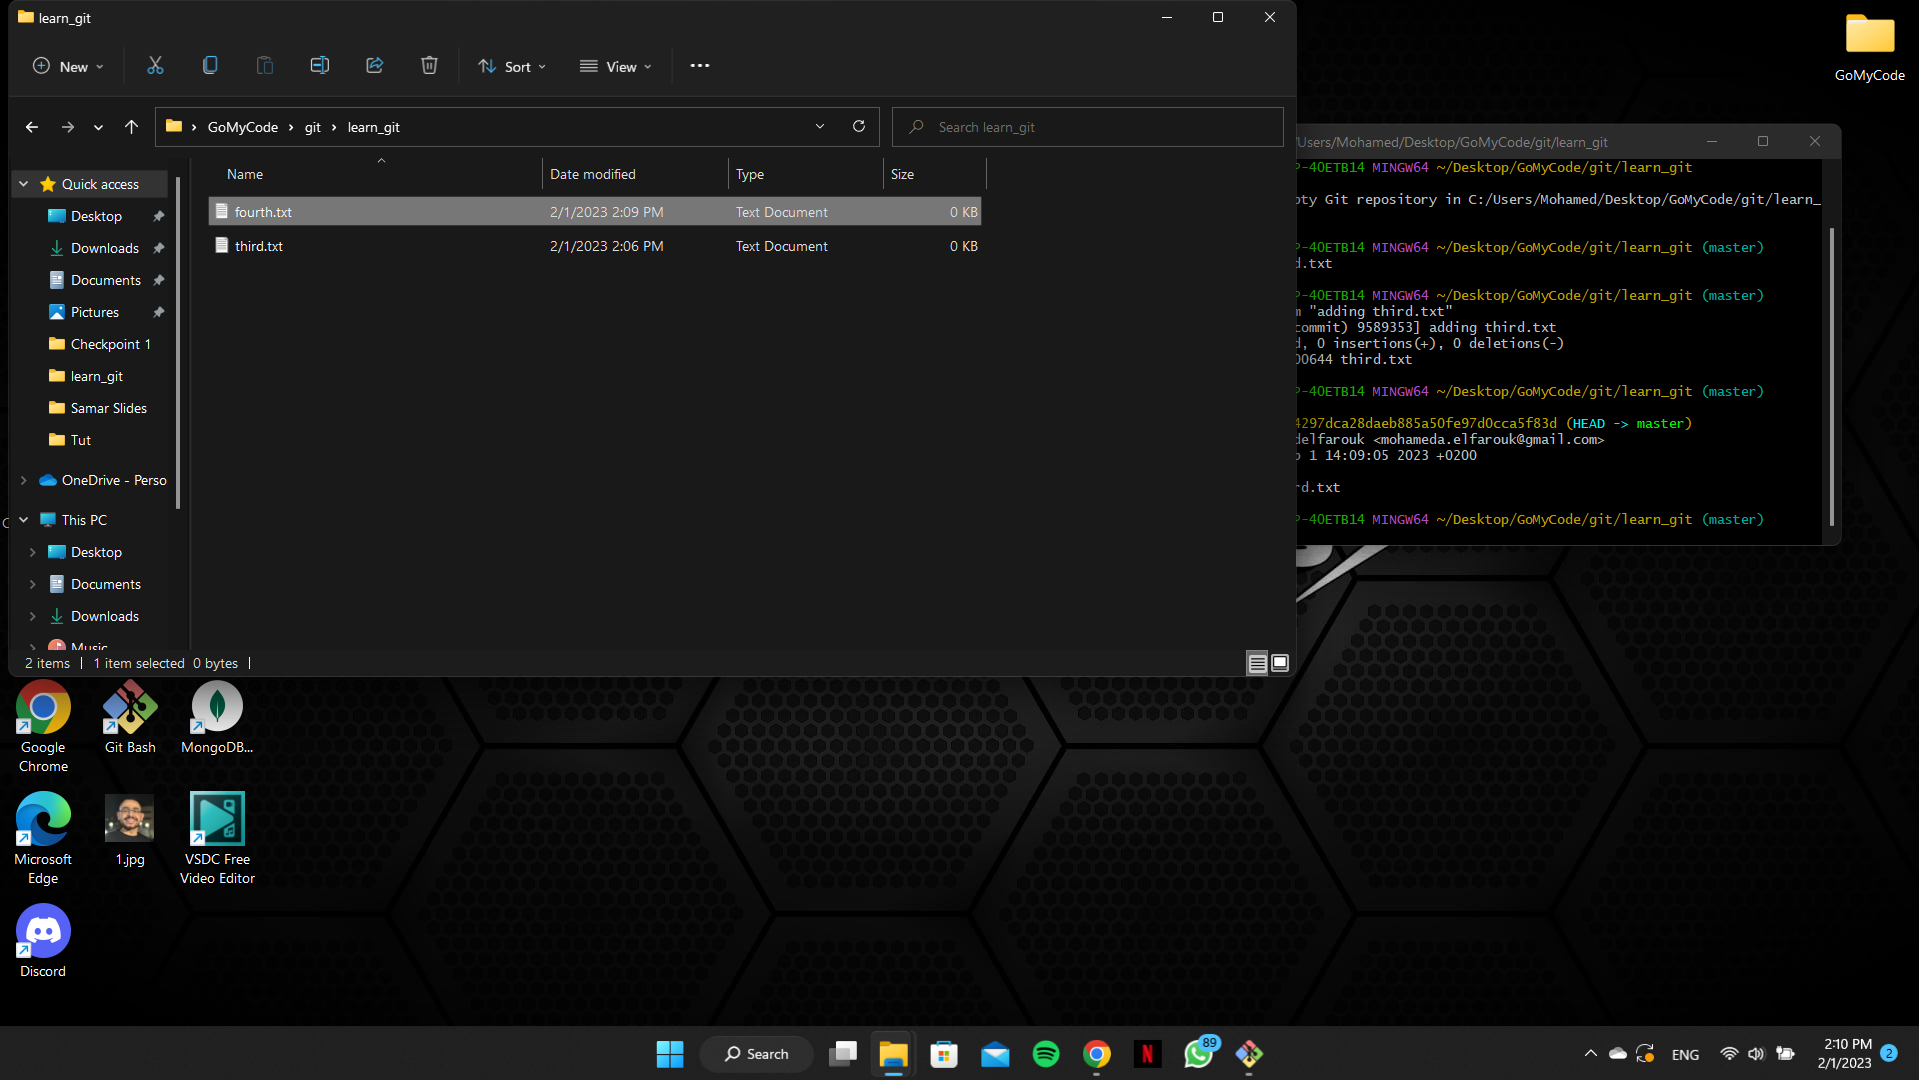 learn_git
New
Sort
View
GoMyCode
git
learn_git
Search learn_git
Name
Date modified
Type
Size
fourth.txt
2/1/2023 2:09 PM
Text Document
0 KB
third.txt
2/1/2023 2:06 PM
Text Document
0 KB
Quick access
Desktop
Downloads
Documents
Pictures
Checkpoint 1
learn_git
Samar Slides
Tut
OneDrive - Perso
This PC
Desktop
Documents
Downloads
Music
2 items
1 item selected 0 bytes
GoMyCode
/Users/Mohamed/Desktop/GoMyCode/git/learn_git
P-4OETB14 MINGW64 ~/Desktop/GoMyCode/git/learn_git
pty Git repository in C:/Users/Mohamed/Desktop/GoMyCode/git/learn_
P-4OETB14 MINGW64 ~/Desktop/GoMyCode/git/learn_git (master)
d.txt
P-4OETB14 MINGW64 ~/Desktop/GoMyCode/git/learn_git (master)
m "adding third.txt"
commit) 9589353] adding third.txt
d, 0 insertions(+), 0 deletions(-)
00644 third.txt
P-4OETB14 MINGW64 ~/Desktop/GoMyCode/git/learn_git (master)
4297dca28daeb885a50fe97d0cca5f83d (HEAD -> master)
delfarouk <mohameda.elfarouk@gmail.com>
b 1 14:09:05 2023 +0200
rd.txt
P-4OETB14 MINGW64 ~/Desktop/GoMyCode/git/learn_git (master)
Google Chrome
Git Bash
MongoDB...
Microsoft Edge
1.jpg
VSDC Free Video Editor
Discord
Search
89
ENG
2:10 PM
2/1/2023
2